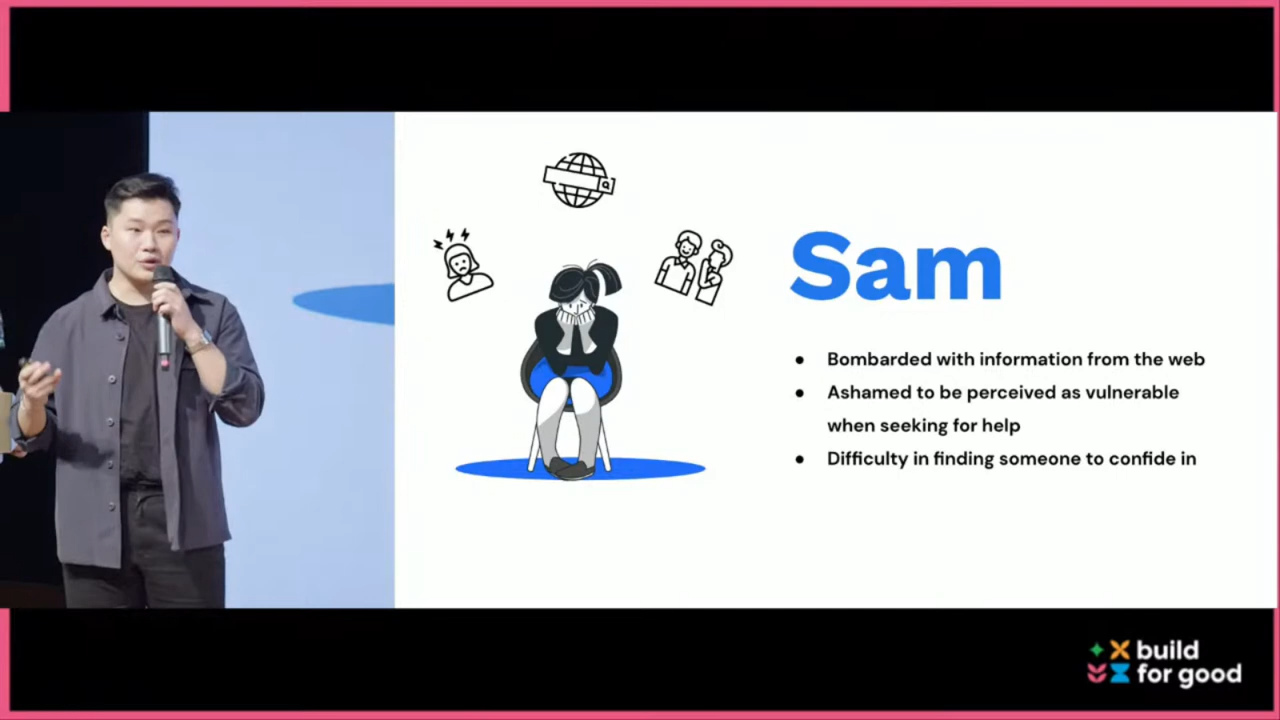 Sam
● Bombarded with information from the web
● Ashamed to be perceived as vulnerable
when seeking for help
● Difficulty in finding someone to confide in
build
for good